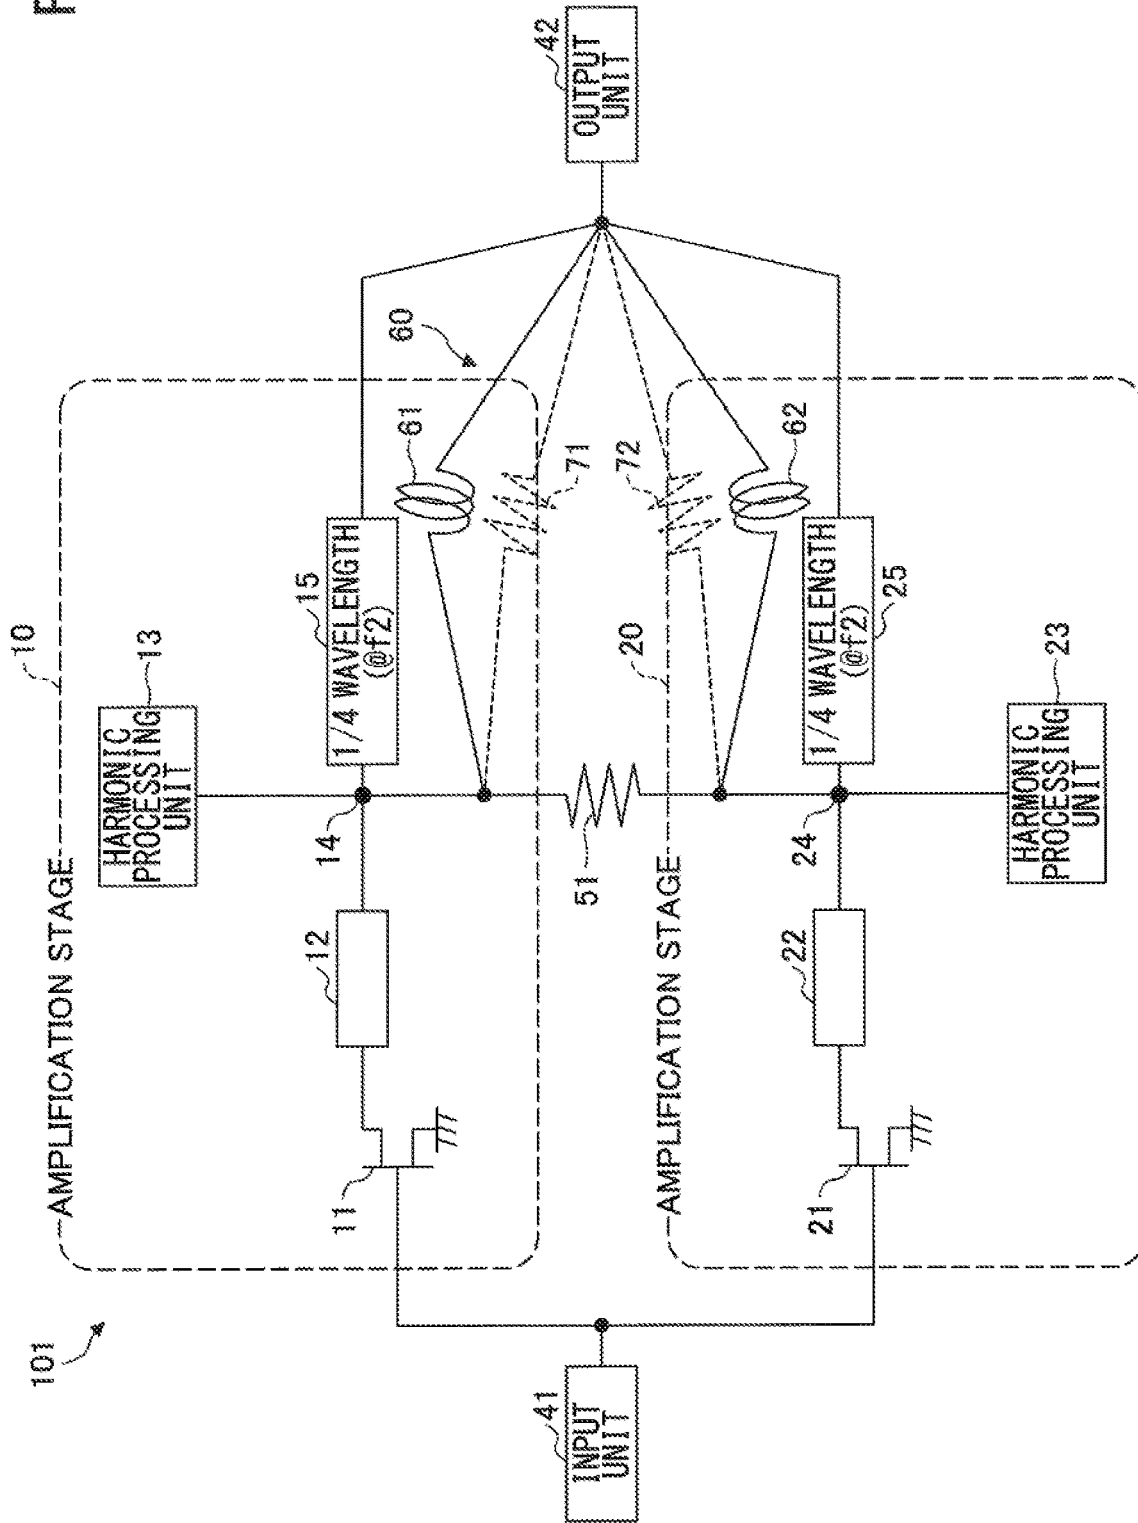 F
101
10
AMPLIFICATION STAGE
HARMONIC
PROCESSING
UNIT
13
11
12
14
15
1/4 WAVELENGTH
(@f2)
61
60
71
41
INPUT
UNIT
51
42
OUTPUT
UNIT
20
AMPLIFICATION STAGE
72
62
21
22
24
1/4 WAVELENGTH
(@f2)
25
HARMONIC
PROCESSING
UNIT
23